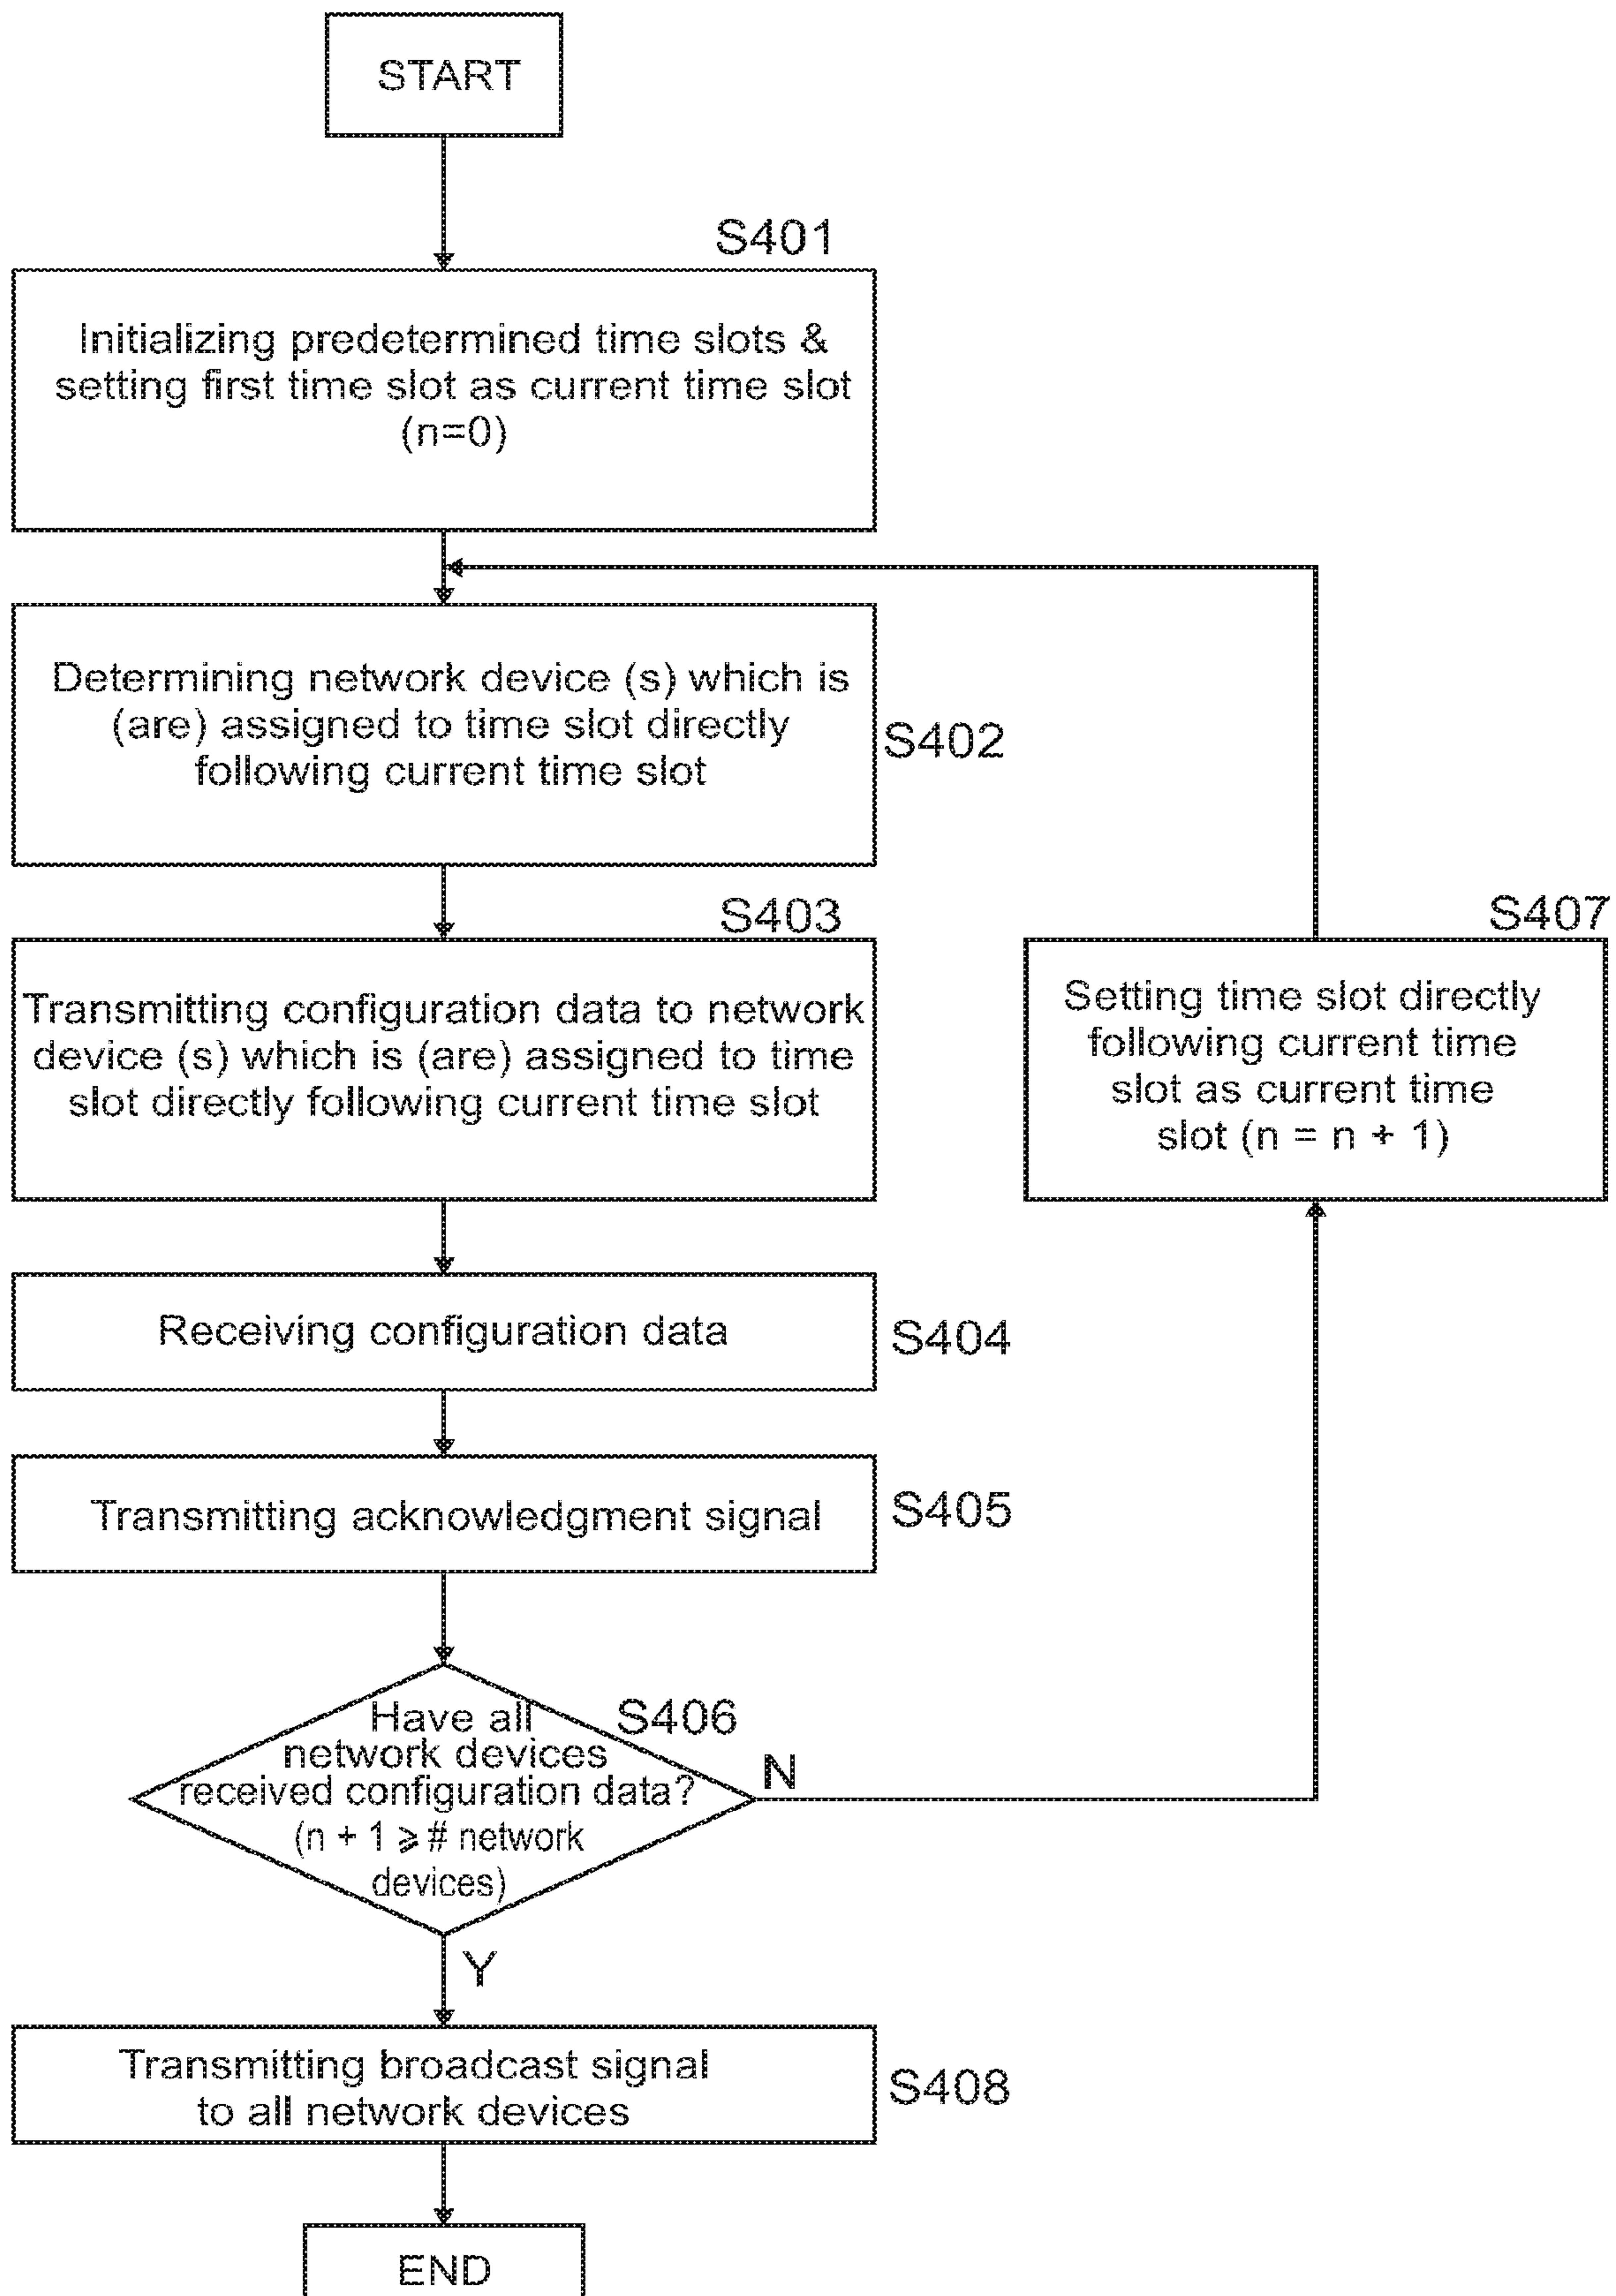 START
S401
Initializing predetermined time slots &
setting first time slot as current time slot
(n=0)
Determining network device (s) which is
(are) assigned to time slot directly
following current time slot
S402
S403
Transmitting configuration data to network
device (s) which is (are) assigned to time
slot directly following current time slot
S407
Setting time slot directly
following current time
slot as current time
slot (n = n + 1)
Receiving configuration data
S404
Transmitting acknowledgment signal
S405
S406
Have all
network devices
received configuration data?
(n + 1 ⩾ # network
devices)
N
Y
Transmitting broadcast signal
to all network devices
S408
END